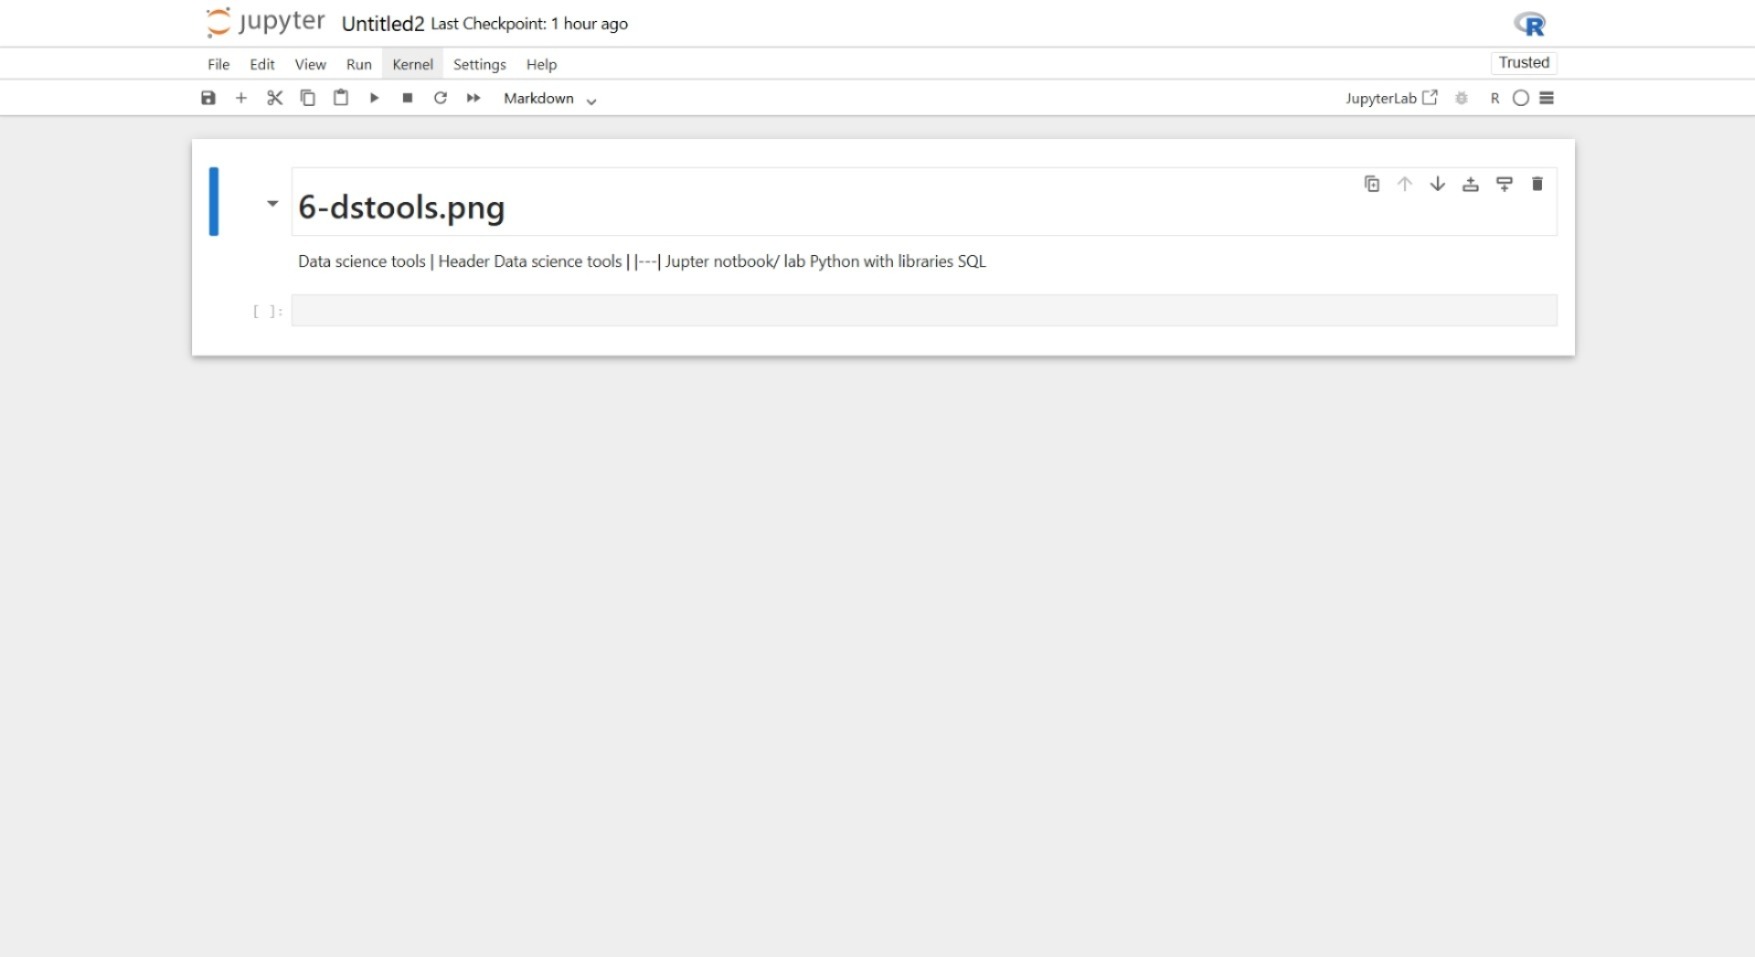 jupyter Untitled2 Last Checkpoint: 1 hour ago
R
File Edit View Run Kernel Settings Help
Trusted
Markdown
JupyterLab
R
6-dstools.png
Data science tools | Header Data science tools | |---| Jupter notbook/ lab Python with libraries SQL
[ ]: